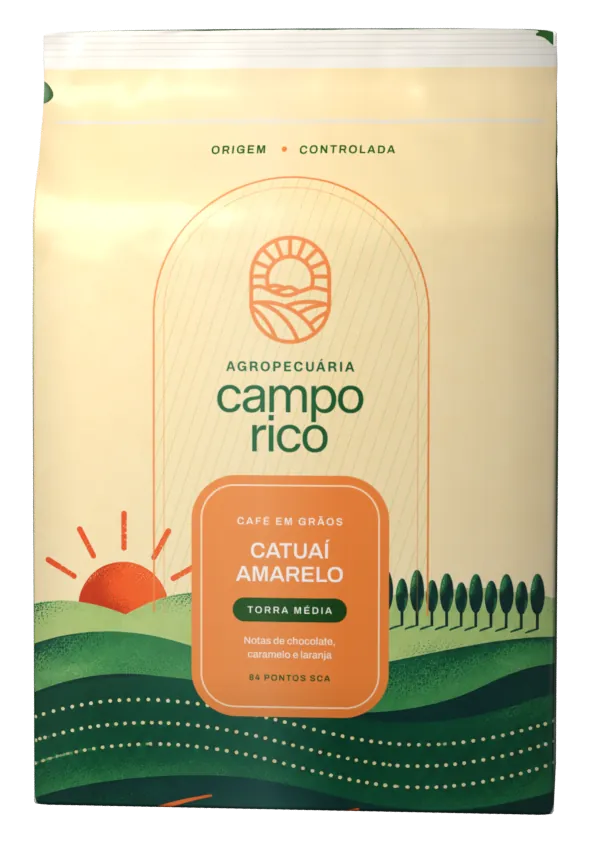 ORIGEM • CONTROLADA
AGROPECUÁRIA
campo
rico
CAFÉ EM GRÃOS
CATUAÍ
AMARELO
TORRA MÉDIA
Notas de chocolate,
caramelo e laranja
84 PONTOS SCA